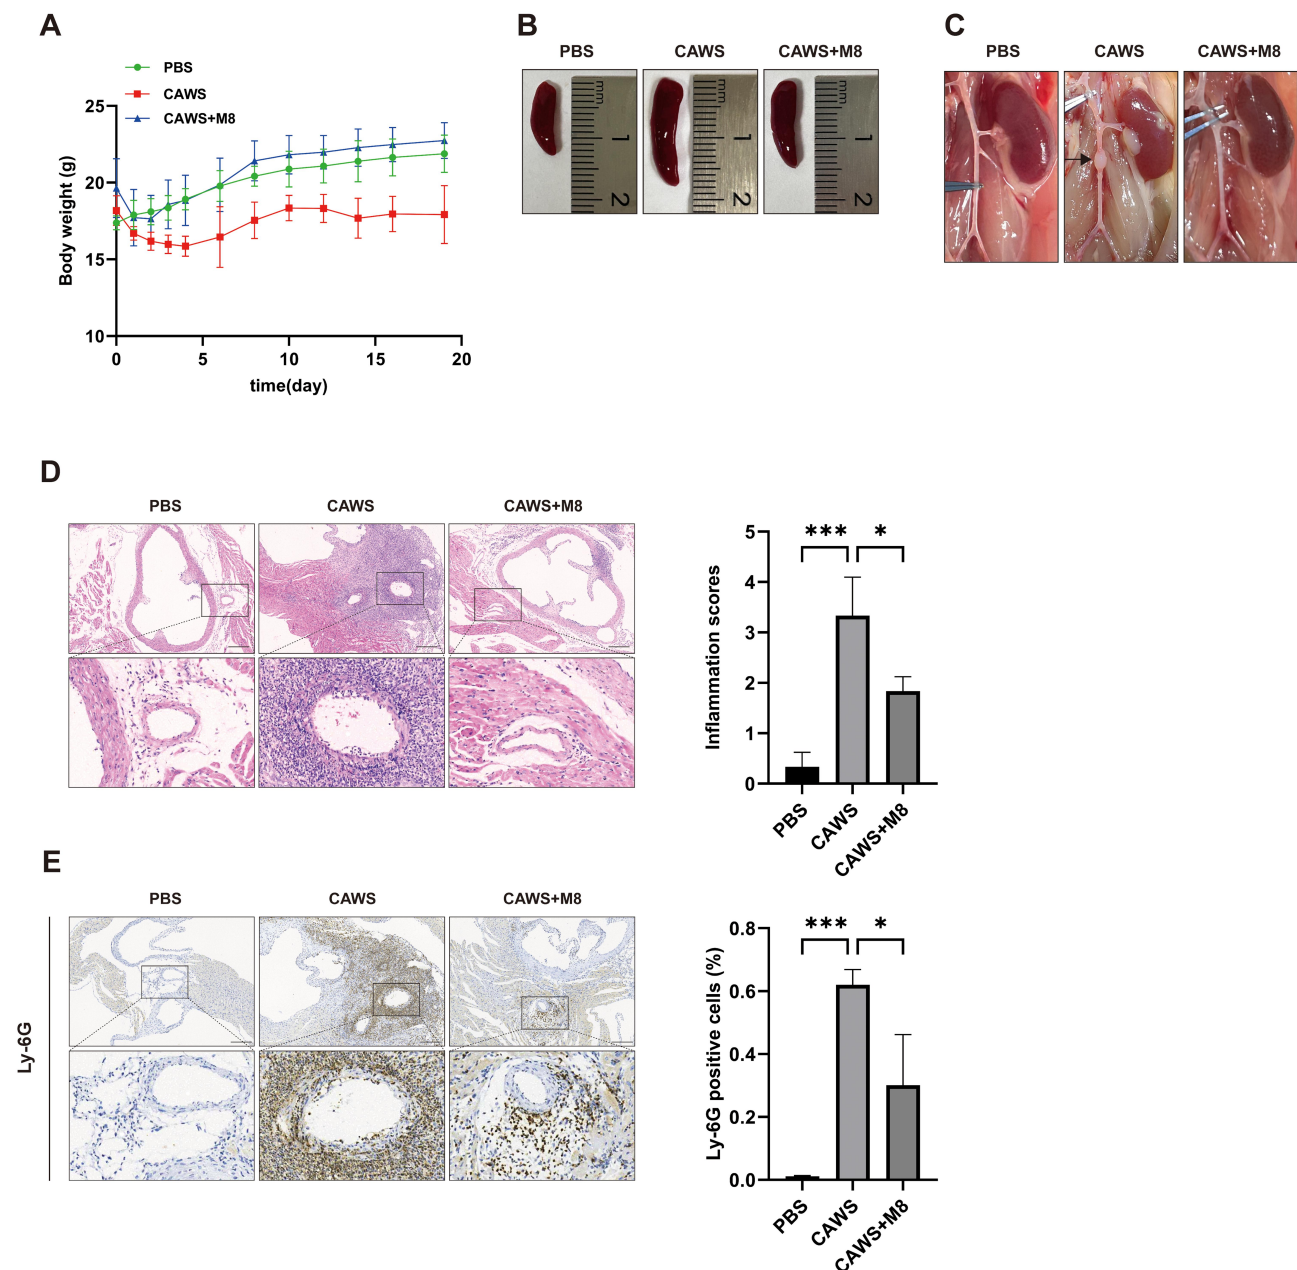 A
PBS
CAWS
CAWS+M8
25
20
15
10
Body weight (g)
0 5 10 15 20
time(day)
B
PBS CAWS CAWS+M8
mm
1
2
mm
1
2
mm
1
2
C
PBS CAWS CAWS+M8
D
PBS CAWS CAWS+M8
*** *
5
4
3
2
1
0
Inflammation scores
PBS
CAWS
CAWS+M8
E
PBS CAWS CAWS+M8
Ly-6G
*** *
0.8
0.6
0.4
0.2
0.0
Ly-6G positive cells (%)
PBS
CAWS
CAWS+M8